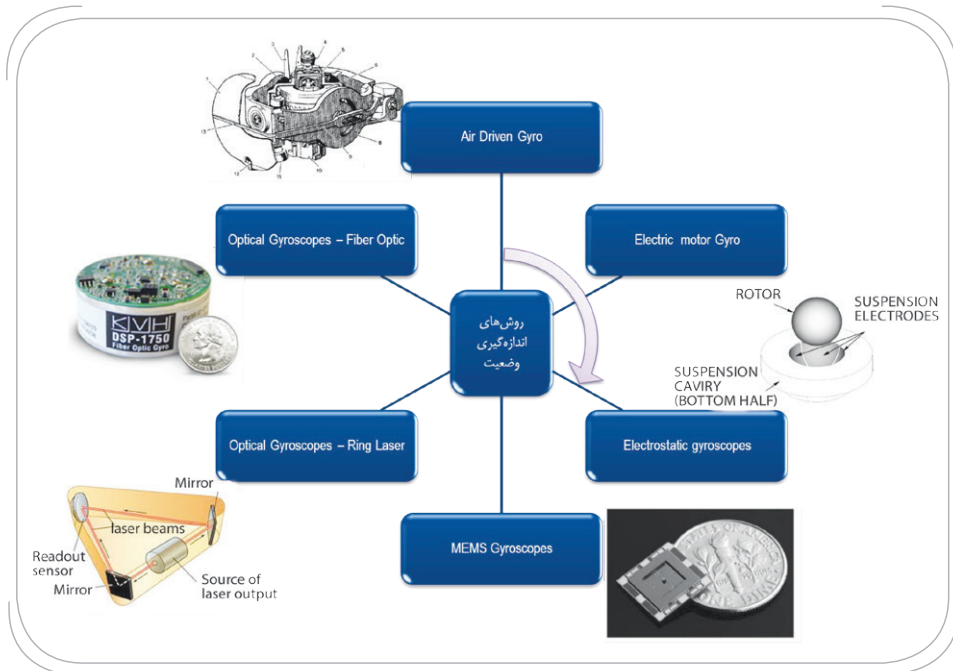 Air Driven Gyro
Optical Gyroscopes – Fiber Optic
Electric motor Gyro
KVH
DSP-1750
Fiber Optic Gyro
روش‌های
اندازه‌گیری
وضعیت
ROTOR
SUSPENSION
ELECTRODES
SUSPENSION
CAVIRY
(BOTTOM HALF)
Optical Gyroscopes – Ring Laser
Electrostatic gyroscopes
Mirror
laser beams
Readout
sensor
Mirror
Source of
laser output
MEMS Gyroscopes
ONE DIME